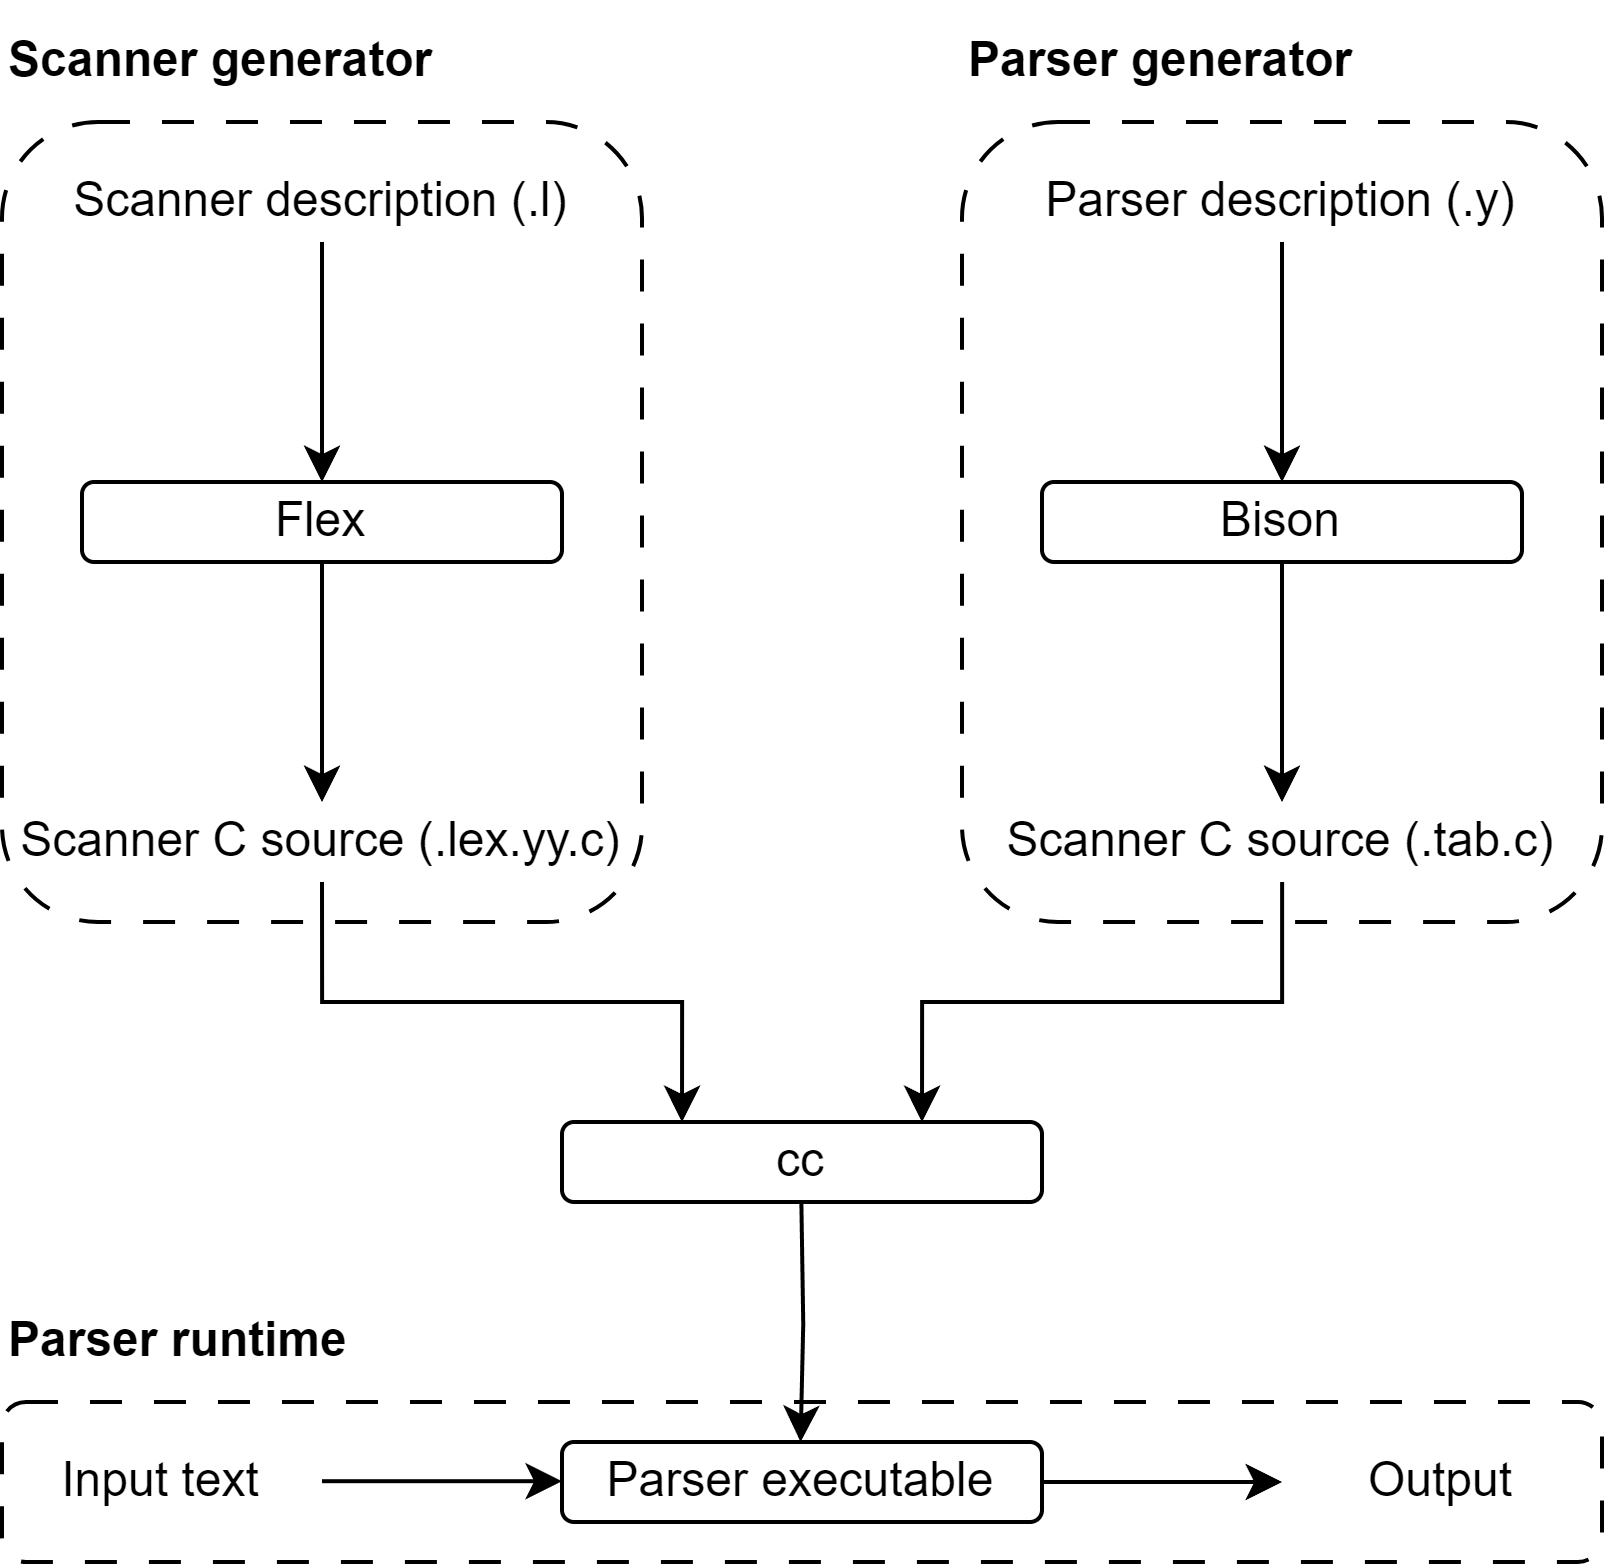 Scanner generator
Parser generator
Scanner description (.l)
Parser description (.y)
Flex
Bison
Scanner C source (.lex.yy.c)
Scanner C source (.tab.c)
cc
Parser runtime
Input text
Parser executable
Output